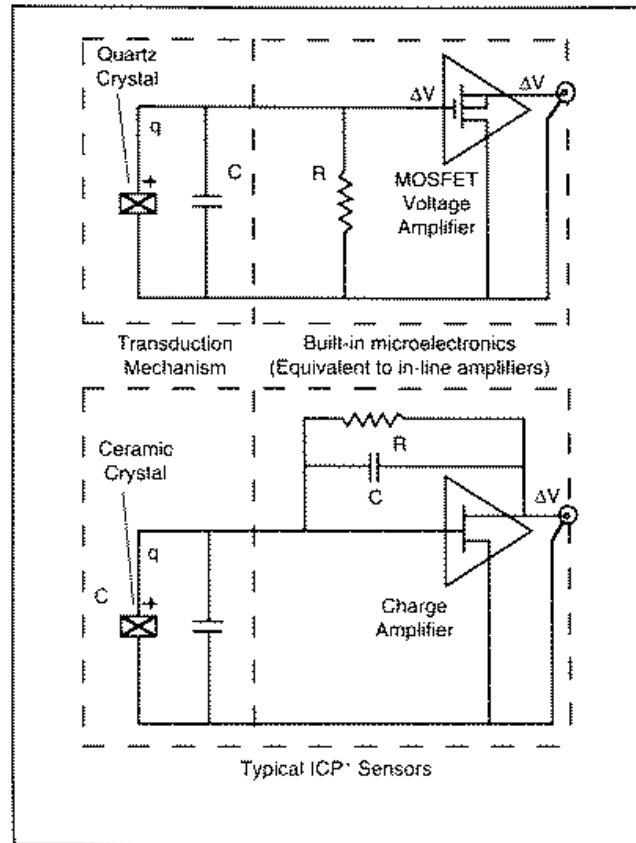 Quartz
Crystal
q
+
C
R
ΔV
ΔV
MOSFET
Voltage
Amplifier
Transduction
Mechanism
Built-in microelectronics
(Equivalent to in-line amplifiers)
Ceramic
Crystal
q
C
+
R
C
ΔV
Charge
Amplifier
Typical ICP* Sensors